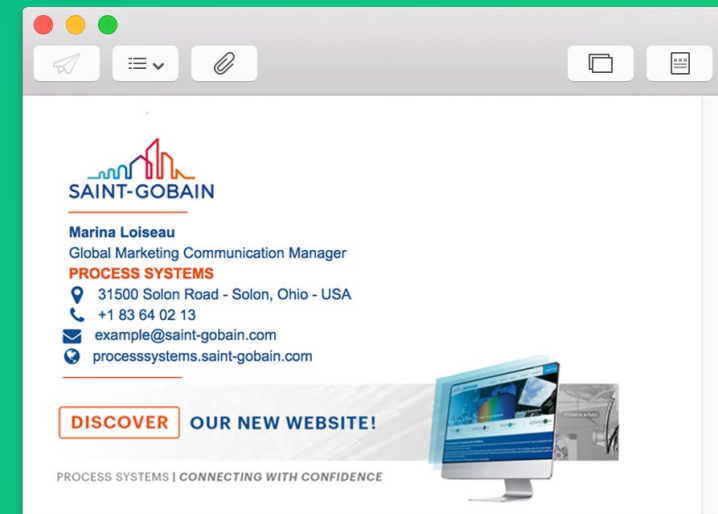 SAINT-GOBAIN
Marina Loiseau
Global Marketing Communication Manager
PROCESS SYSTEMS
31500 Solon Road - Solon, Ohio - USA
+1 83 64 02 13
example@saint-gobain.com
processsystems.saint-gobain.com
DISCOVER OUR NEW WEBSITE!
PROCESS SYSTEMS | CONNECTING WITH CONFIDENCE